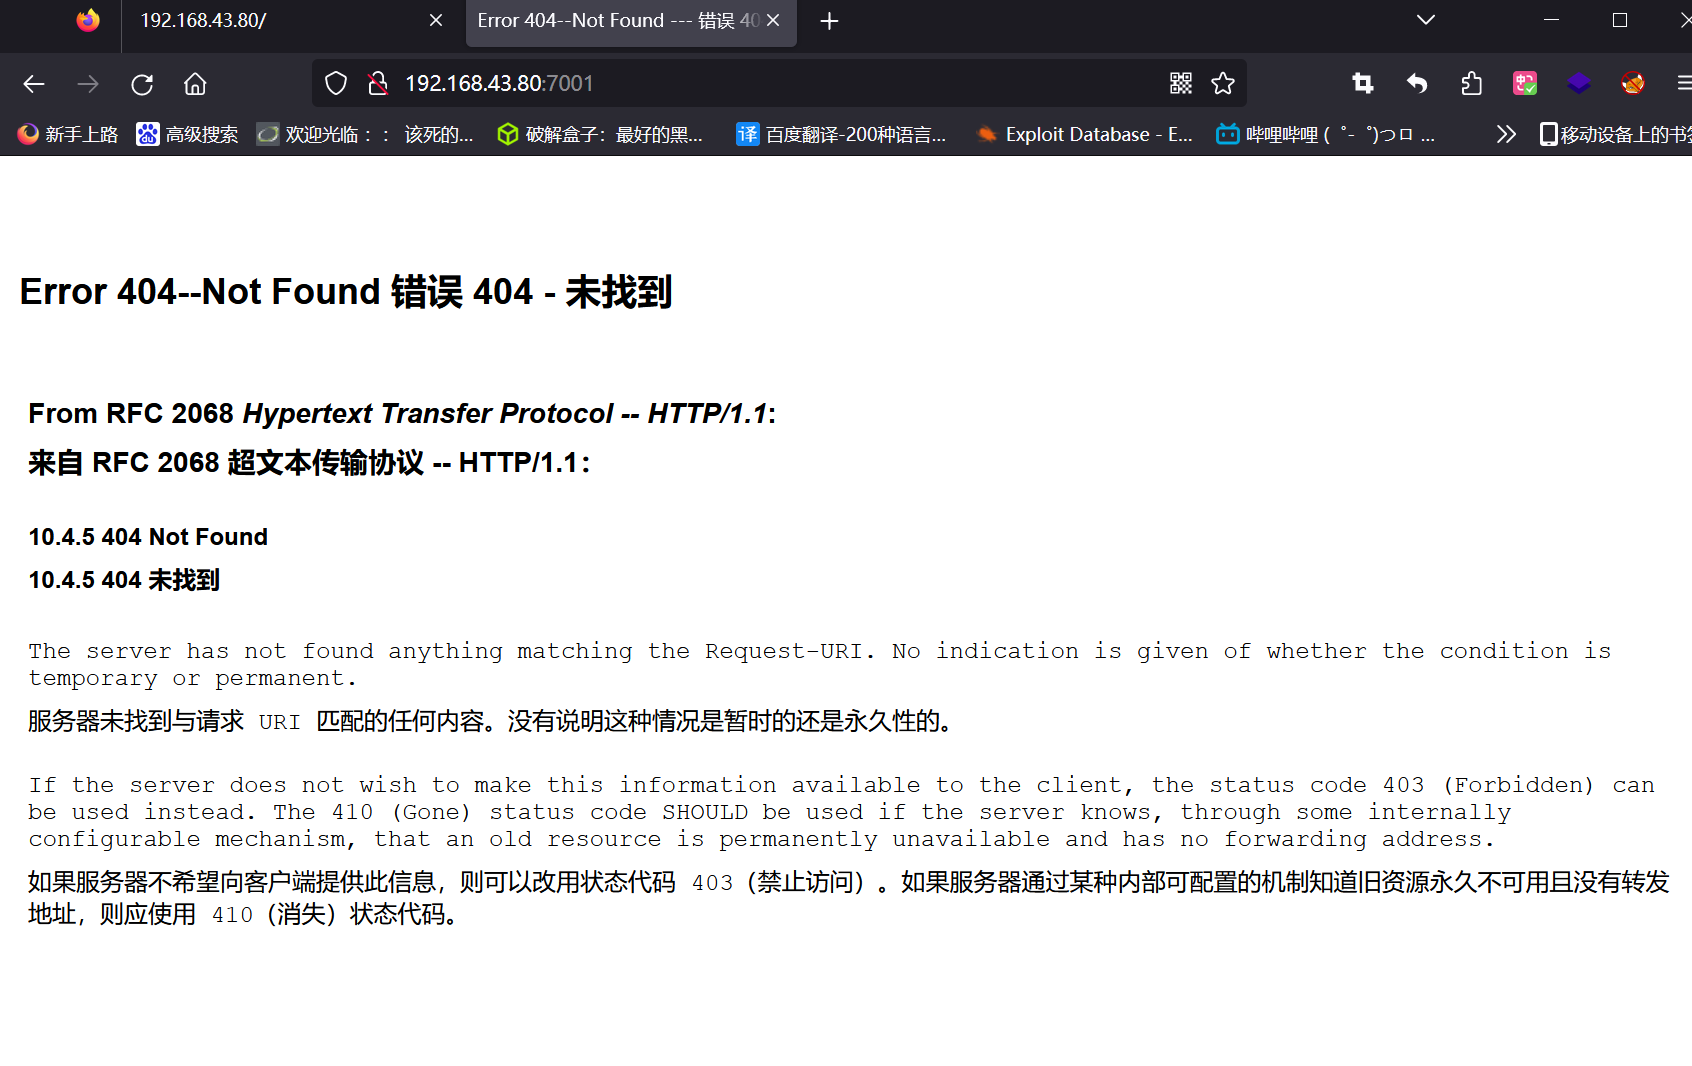 192.168.43.80/
Error 404--Not Found --- 错误 40
192.168.43.80:7001
新手上路 高级搜索 欢迎光临：： 该死的... 破解盒子：最好的黑... 百度翻译-200种语言... Exploit Database - E... 哔哩哔哩 ( ゜- ゜)つロ ... 移动设备上的书签
Error 404--Not Found 错误 404 - 未找到
From RFC 2068 Hypertext Transfer Protocol -- HTTP/1.1:
来自 RFC 2068 超文本传输协议 -- HTTP/1.1：
10.4.5 404 Not Found
10.4.5 404 未找到
The server has not found anything matching the Request-URI. No indication is given of whether the condition is
temporary or permanent.
服务器未找到与请求 URI 匹配的任何内容。没有说明这种情况是暂时的还是永久性的。
If the server does not wish to make this information available to the client, the status code 403 (Forbidden) can
be used instead. The 410 (Gone) status code SHOULD be used if the server knows, through some internally
configurable mechanism, that an old resource is permanently unavailable and has no forwarding address.
如果服务器不希望向客户端提供此信息，则可以改用状态代码 403（禁止访问）。如果服务器通过某种内部可配置的机制知道旧资源永久不可用且没有转发
地址，则应使用 410（消失）状态代码。